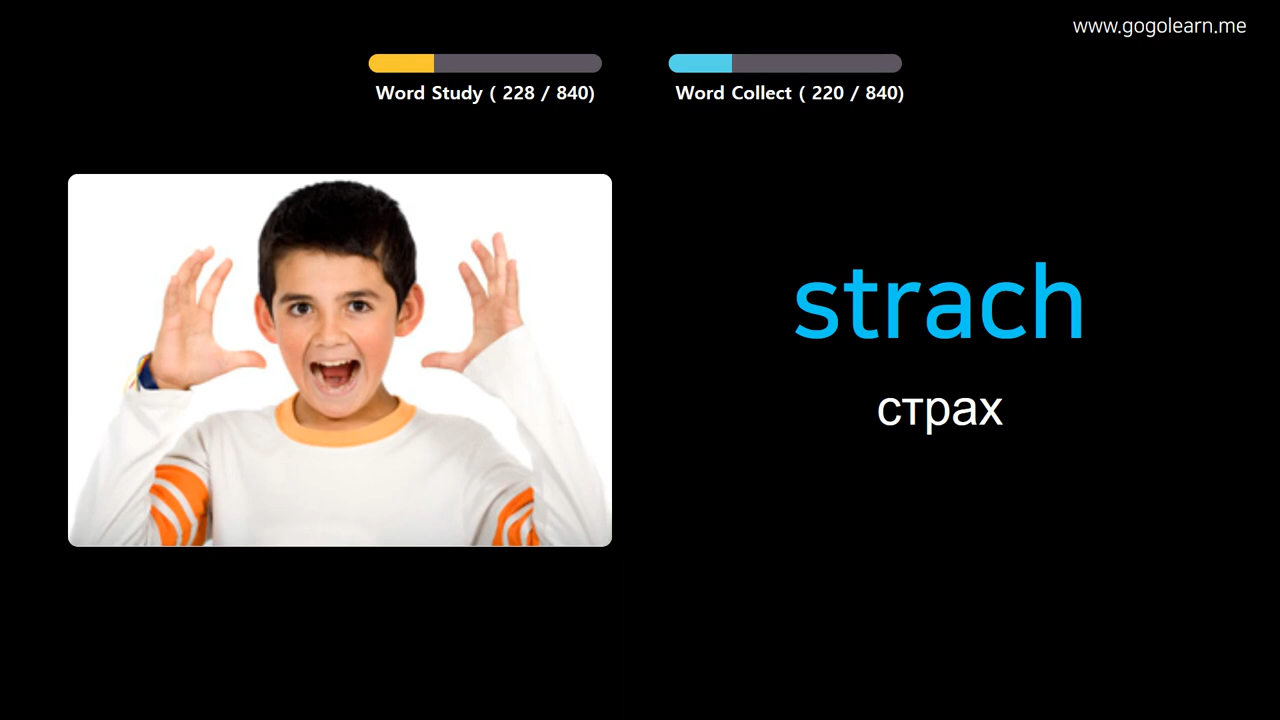 www.gogolearn.me
Word Study ( 228 / 840)
Word Collect ( 220 / 840)
strach
страх